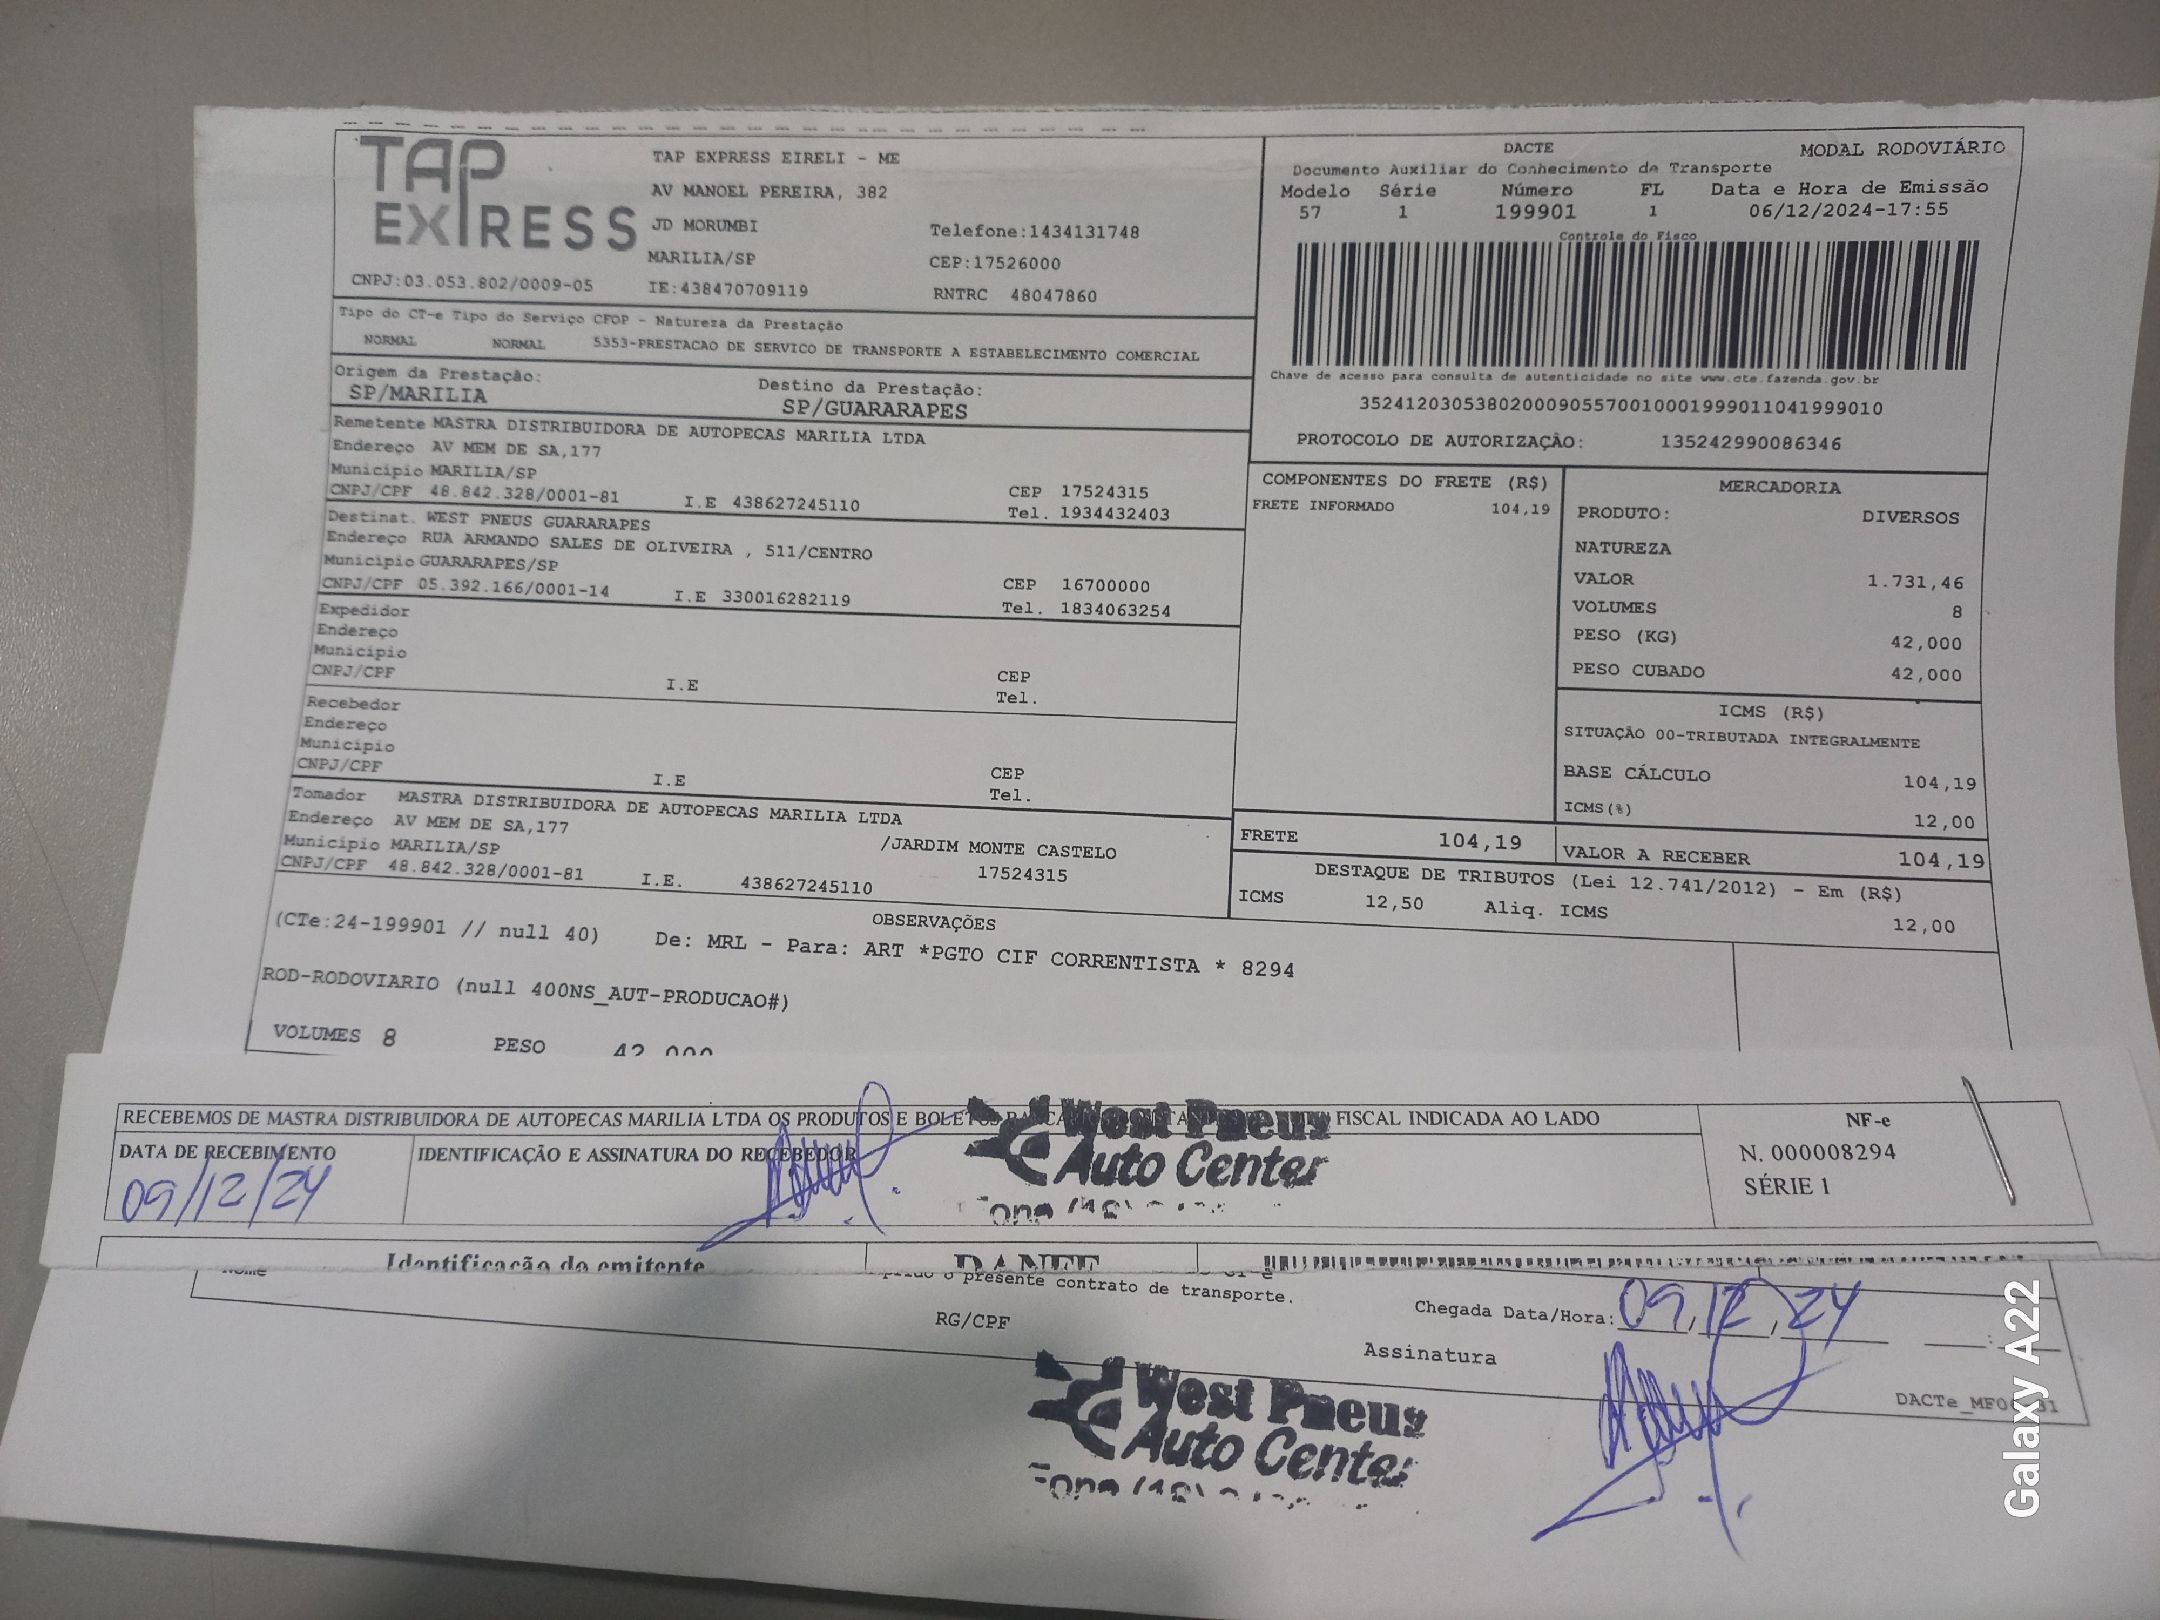 TAP EXPRESS
TAP EXPRESS EIRELI - ME
AV MANOEL PEREIRA, 382
JD MORUMBI
Telefone:1434131748
MARILIA/SP
CEP:17526000
CNPJ:03.053.802/0009-05
IE:438470709119
RNTRC 48047860
DACTE
MODAL RODOVIÁRIO
Documento Auxiliar do Conhecimento de Transporte
Modelo Série Número FL Data e Hora de Emissão
57 1 199901 1 06/12/2024-17:55
Controle do Fisco
Chave de acesso para consulta de autenticidade no site www.cte.fazenda.gov.br
35241203053802000905570010001999011041999010
PROTOCOLO DE AUTORIZAÇÃO: 135242990086346
Tipo do CT-e Tipo do Serviço CFOP - Natureza da Prestação
NORMAL NORMAL 5353-PRESTACAO DE SERVICO DE TRANSPORTE A ESTABELECIMENTO COMERCIAL
Origem da Prestação: Destino da Prestação:
SP/MARILIA SP/GUARARAPES
Remetente MASTRA DISTRIBUIDORA DE AUTOPECAS MARILIA LTDA
Endereço AV MEM DE SA,177
Município MARILIA/SP CEP 17524315
CNPJ/CPF 48.842.328/0001-81 I.E 438627245110 Tel. 1934432403
Destinat. WEST PNEUS GUARARAPES
Endereço RUA ARMANDO SALES DE OLIVEIRA , 511/CENTRO
Município GUARARAPES/SP CEP 16700000
CNPJ/CPF 05.392.166/0001-14 I.E 330016282119 Tel. 1834063254
Expedidor
Endereço
Município CEP
CNPJ/CPF I.E Tel.
Recebedor
Endereço
Município CEP
CNPJ/CPF I.E Tel.
Tomador MASTRA DISTRIBUIDORA DE AUTOPECAS MARILIA LTDA
Endereço AV MEM DE SA,177 /JARDIM MONTE CASTELO
Município MARILIA/SP 17524315
CNPJ/CPF 48.842.328/0001-81 I.E. 438627245110
COMPONENTES DO FRETE (R$)
FRETE INFORMADO 104,19
MERCADORIA
PRODUTO: DIVERSOS
NATUREZA
VALOR 1.731,46
VOLUMES 8
PESO (KG) 42,000
PESO CUBADO 42,000
ICMS (R$)
SITUAÇÃO 00-TRIBUTADA INTEGRALMENTE
BASE CÁLCULO 104,19
ICMS(%) 12,00
FRETE 104,19 VALOR A RECEBER 104,19
DESTAQUE DE TRIBUTOS (Lei 12.741/2012) - Em (R$)
ICMS 12,50 Aliq. ICMS 12,00
OBSERVAÇÕES
(CTe:24-199901 // null 40) De: MRL - Para: ART *PGTO CIF CORRENTISTA * 8294
ROD-RODOVIARIO (null 400NS_AUT-PRODUCAO#)
VOLUMES 8 PESO 42 000
RECEBEMOS DE MASTRA DISTRIBUIDORA DE AUTOPECAS MARILIA LTDA OS PRODUTOS E FISCAL INDICADA AO LADO
NF-e
N. 000008294
SÉRIE 1
DATA DE RECEBIMENTO IDENTIFICAÇÃO E ASSINATURA DO RECEBEDOR
09/12/24
West Pneus
Auto Center
Fone
Identificação do emitente DANFE
Nome
o presente contrato de transporte.
RG/CPF
Chegada Data/Hora: 09,12,24
Assinatura
West Pneus
Auto Center
Fone
Galaxy A22